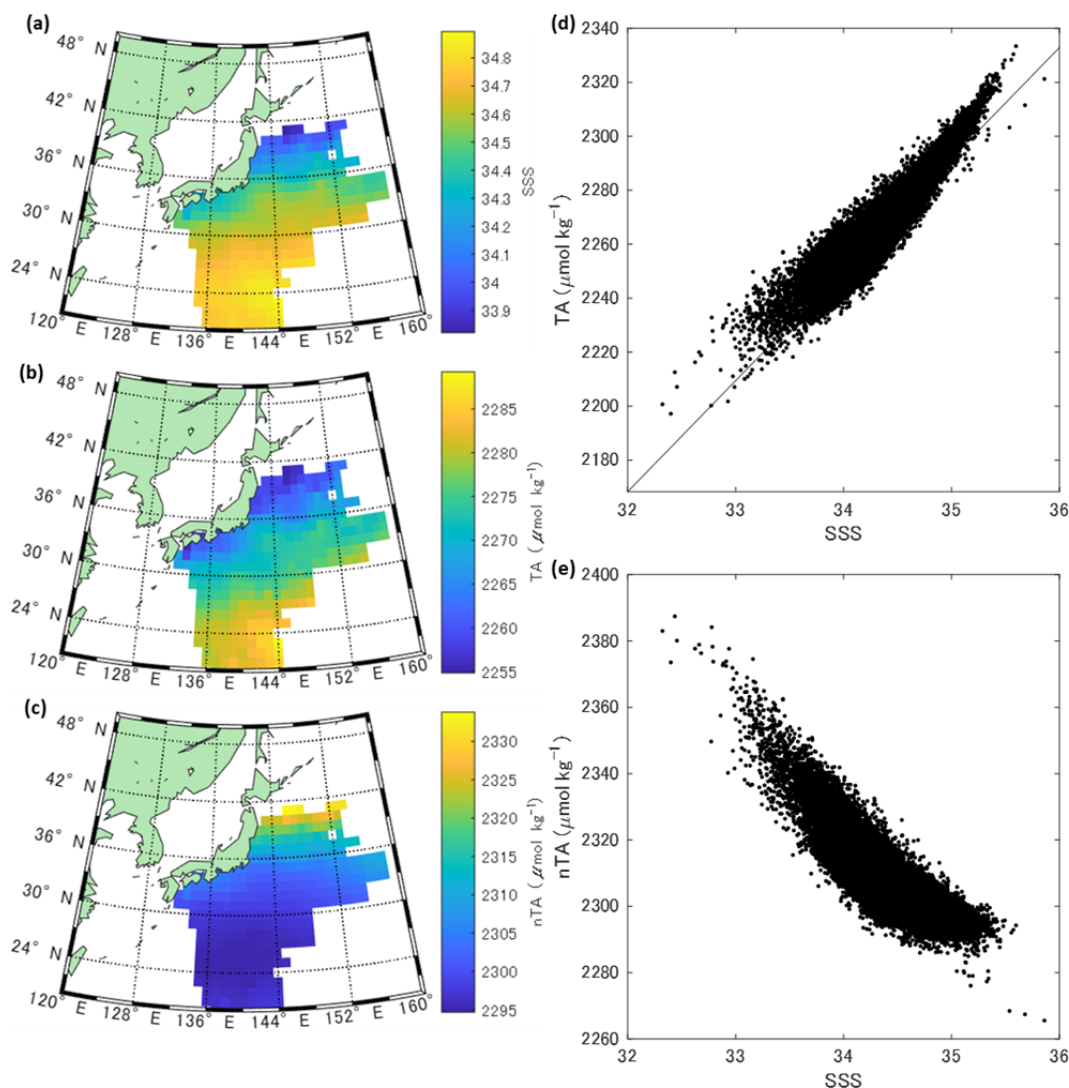 (a)
48° N
42° N
36° N
30° N
24° N
120° E
128°
136° E
144°
152° E
160°
34.8
34.7
34.6
34.5
34.4
34.3
34.2
34.1
34
33.9
SSS
(b)
48° N
42° N
36° N
30° N
24° N
120° E
128°
136° E
144°
152° E
160°
2285
2280
2275
2270
2265
2260
2255
TA (μmol kg⁻¹)
(c)
48° N
42° N
36° N
30° N
24° N
120° E
128°
136° E
144°
152° E
160°
2330
2325
2320
2315
2310
2305
2300
2295
nTA (μmol kg⁻¹)
(d)
2340
2320
2300
2280
2260
2240
2220
2200
2180
TA (μmol kg⁻¹)
32 33 34 35 36
SSS
(e)
2400
2380
2360
2340
2320
2300
2280
2260
nTA (μmol kg⁻¹)
32 33 34 35 36
SSS